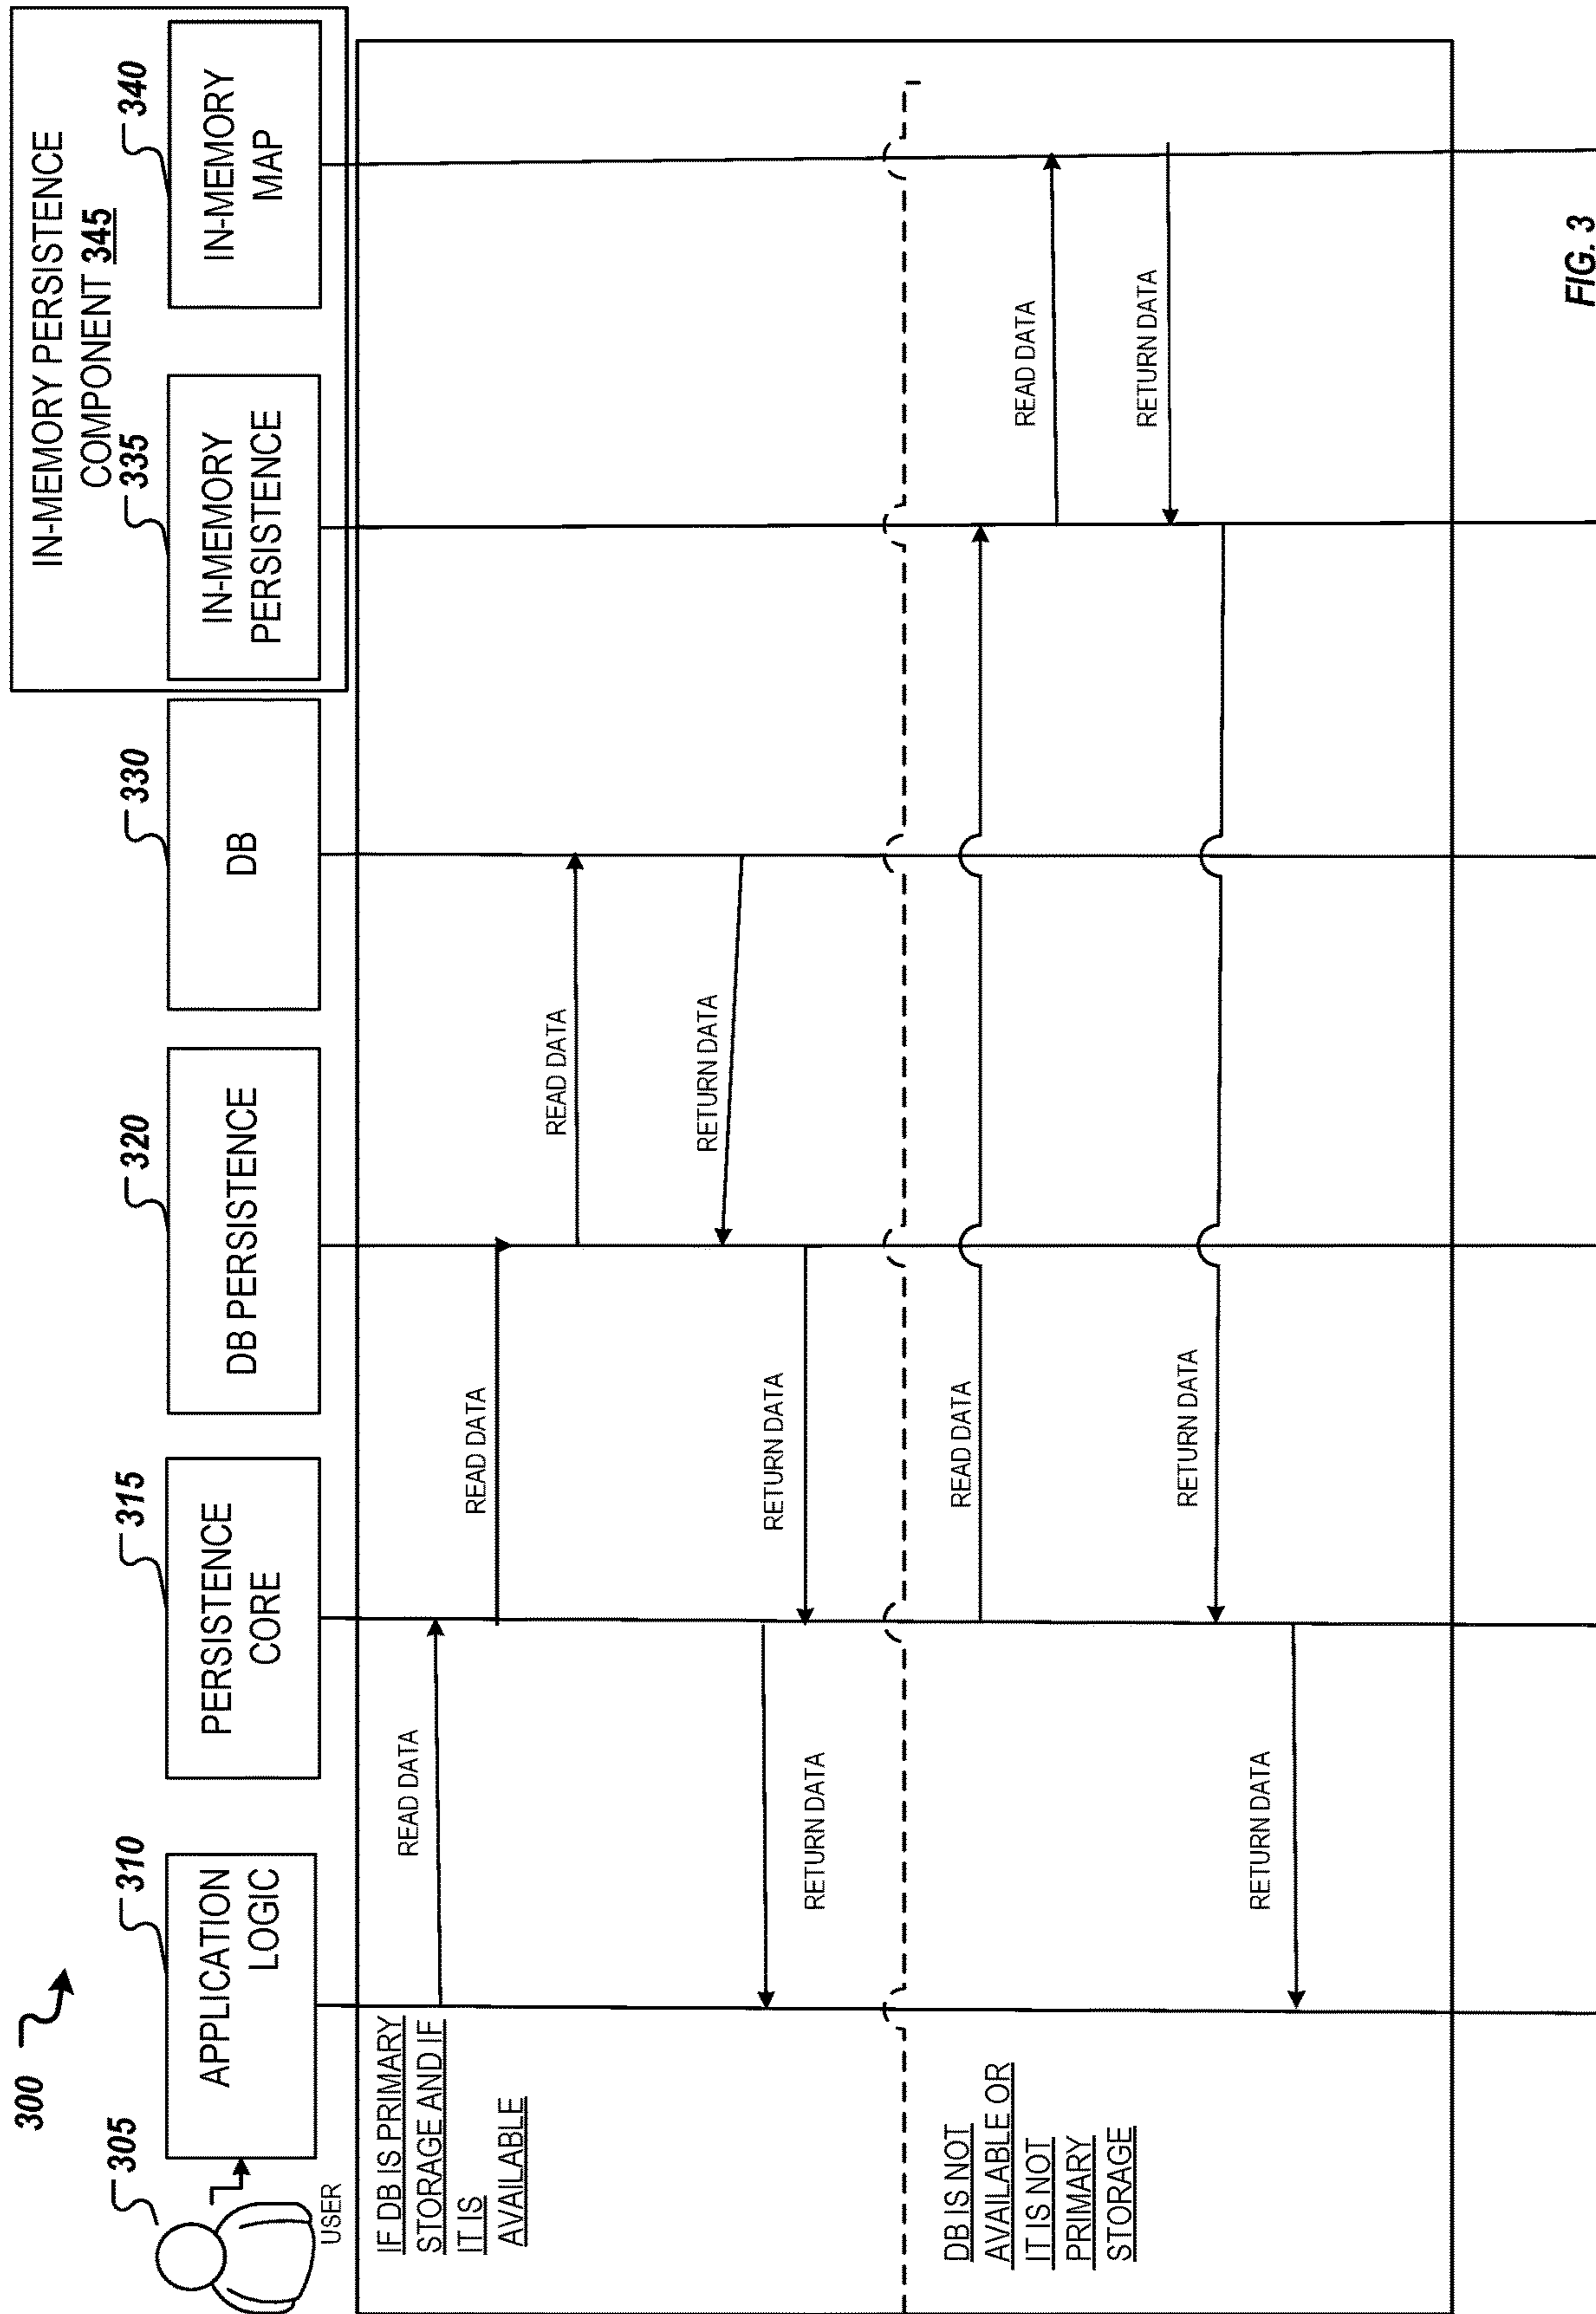 300
305
USER
310
APPLICATION
LOGIC
315
PERSISTENCE
CORE
320
DB PERSISTENCE
330
DB
IN-MEMORY PERSISTENCE
COMPONENT 345
335
IN-MEMORY
PERSISTENCE
340
IN-MEMORY
MAP
IF DB IS PRIMARY
STORAGE AND IF
IT IS
AVAILABLE
READ DATA
READ DATA
READ DATA
RETURN DATA
RETURN DATA
RETURN DATA
DB IS NOT
AVAILABLE OR
IT IS NOT
PRIMARY
STORAGE
READ DATA
READ DATA
RETURN DATA
RETURN DATA
RETURN DATA
FIG. 3